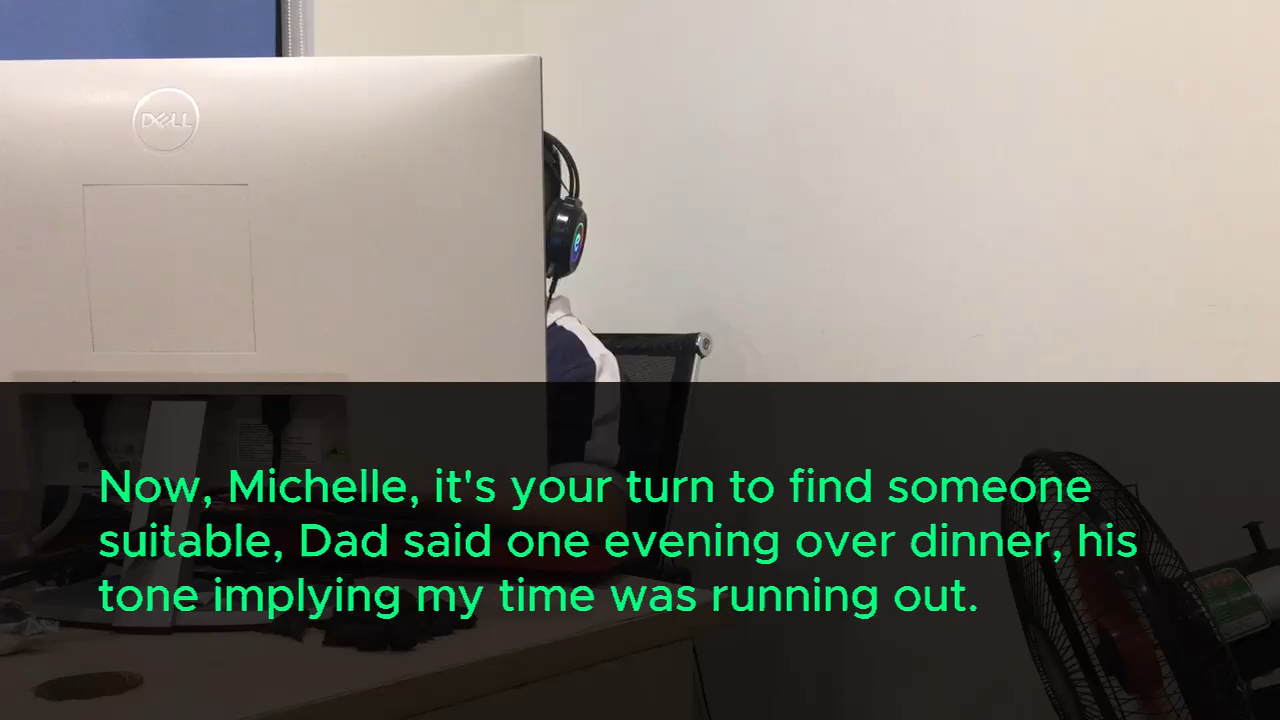 DELL
Now, Michelle, it's your turn to find someone
suitable, Dad said one evening over dinner, his
tone implying my time was running out.